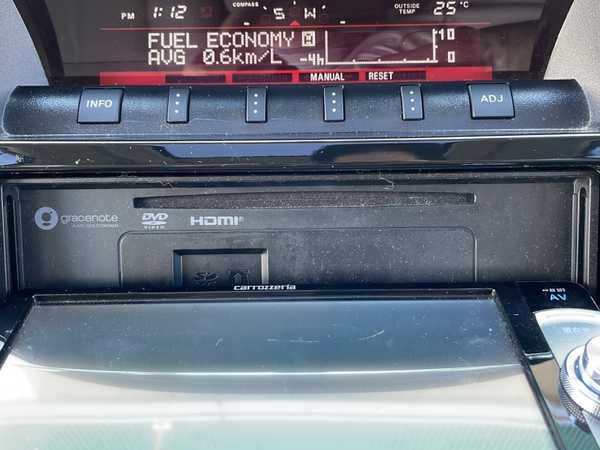 PM 1:12 COMPASS S W OUTSIDE TEMP 25°C
FUEL ECONOMY M 10
AVG 0.6km/L -4h 0
MANUAL RESET
INFO ADJ
gracenote DVD VIDEO HDMI
carrozzeria
AV